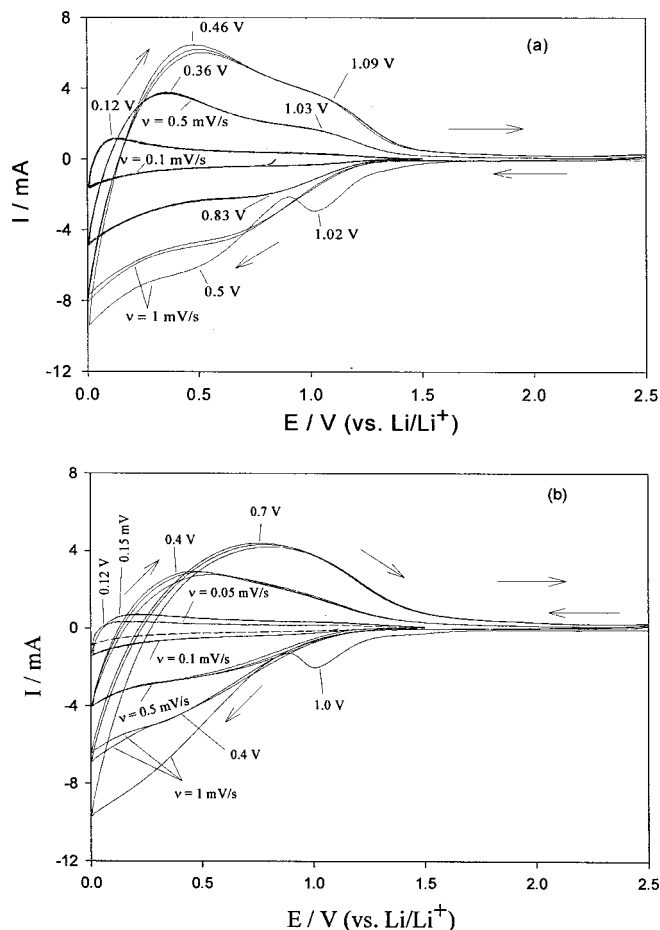 8
4
0
-4
-8
-12
I / mA
(a)
0.46 V
0.36 V
0.12 V
ν = 0.5 mV/s
ν = 0.1 mV/s
1.09 V
1.03 V
0.83 V
1.02 V
0.5 V
ν = 1 mV/s
0.0 0.5 1.0 1.5 2.0 2.5
E / V (vs. Li/Li+)
8
4
0
-4
-8
-12
I / mA
(b)
0.12V
0.15 mV
0.4 V
0.7 V
ν = 0.05 mV/s
ν = 0.1 mV/s
ν = 0.5 mV/s
1.0 V
0.4 V
ν = 1 mV/s
0.0 0.5 1.0 1.5 2.0 2.5
E / V (vs. Li/Li+)